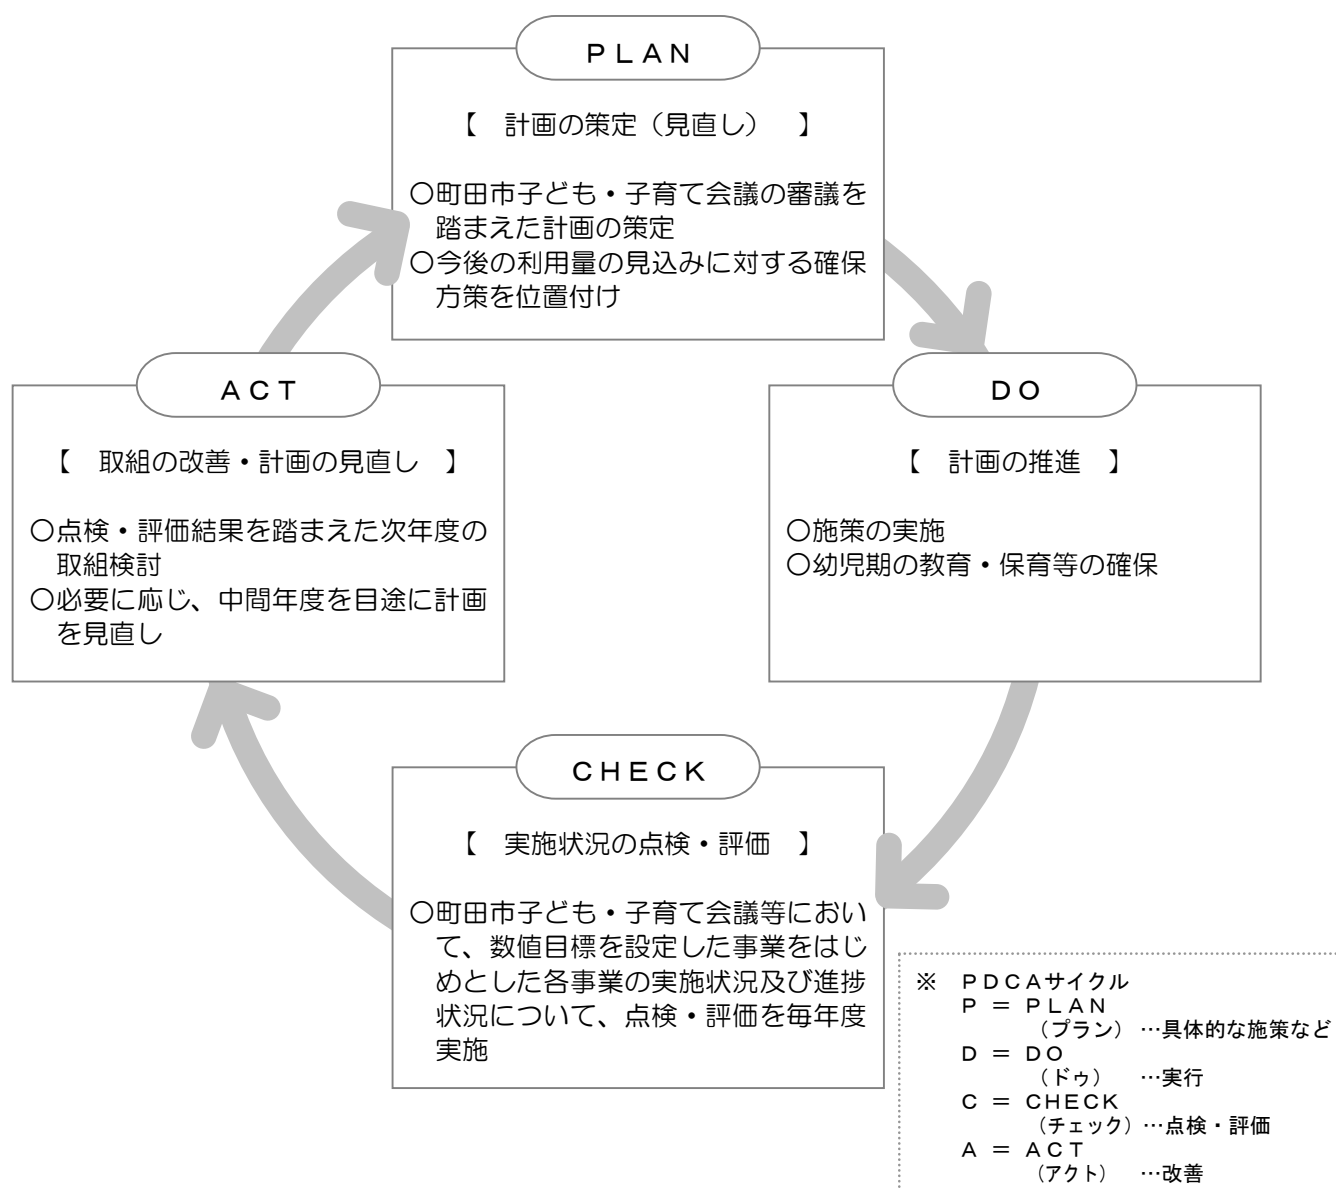 ＰＬＡＮ
【　計画の策定（見直し）　】
○町田市子ども・子育て会議の審議を
踏まえた計画の策定
○今後の利用量の見込みに対する確保
方策を位置付け
ＡＣＴ
【　取組の改善・計画の見直し　】
○点検・評価結果を踏まえた次年度の
取組検討
○必要に応じ、中間年度を目途に計画
を見直し
ＤＯ
【　計画の推進　】
○施策の実施
○幼児期の教育・保育等の確保
ＣＨＥＣＫ
【　実施状況の点検・評価　】
○町田市子ども・子育て会議等におい
て、数値目標を設定した事業をはじ
めとした各事業の実施状況及び進捗
状況について、点検・評価を毎年度
実施
※　ＰＤＣＡサイクル
Ｐ ＝ ＰＬＡＮ
（プラン）…具体的な施策など
Ｄ ＝ ＤＯ
（ドゥ）　…実行
Ｃ ＝ ＣＨＥＣＫ
（チェック）…点検・評価
Ａ ＝ ＡＣＴ
（アクト）　…改善